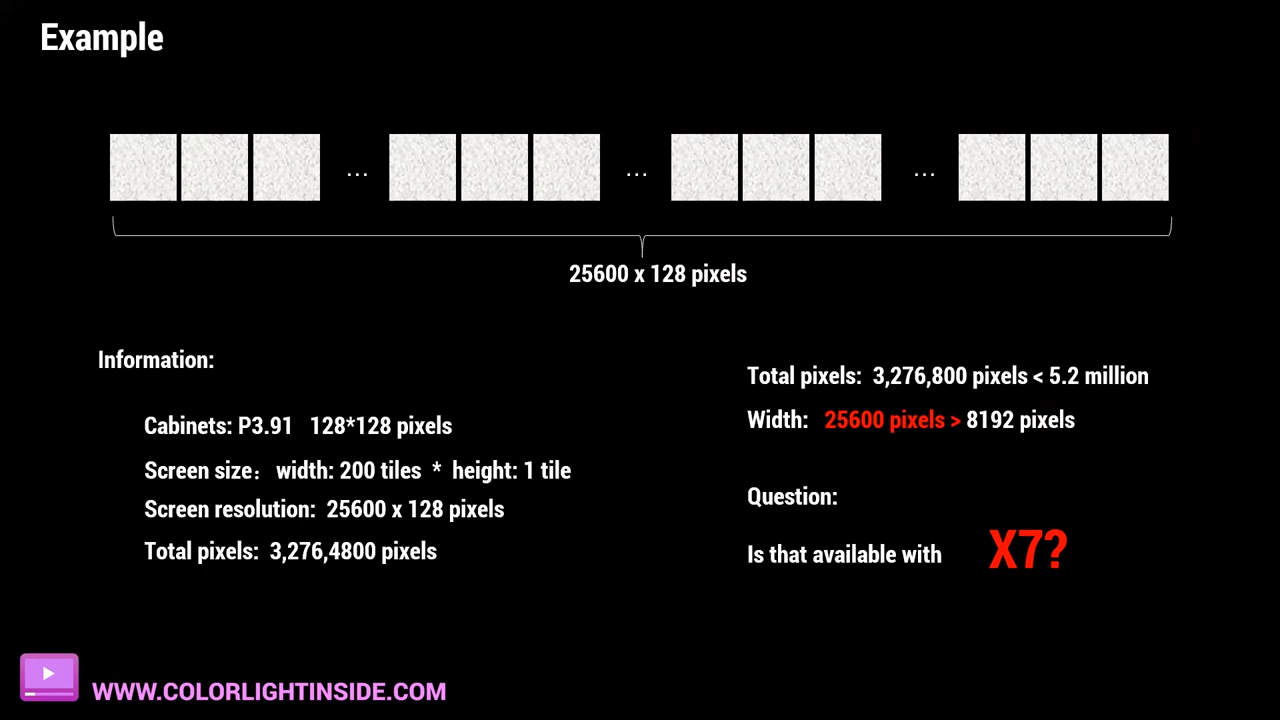 Example
... ... ...
25600 x 128 pixels
Information:
Cabinets: P3.91 128*128 pixels
Screen size: width: 200 tiles * height: 1 tile
Screen resolution: 25600 x 128 pixels
Total pixels: 3,276,4800 pixels
Total pixels: 3,276,800 pixels < 5.2 million
Width: 25600 pixels > 8192 pixels
Question:
Is that available with X7?
WWW.COLORLIGHTINSIDE.COM